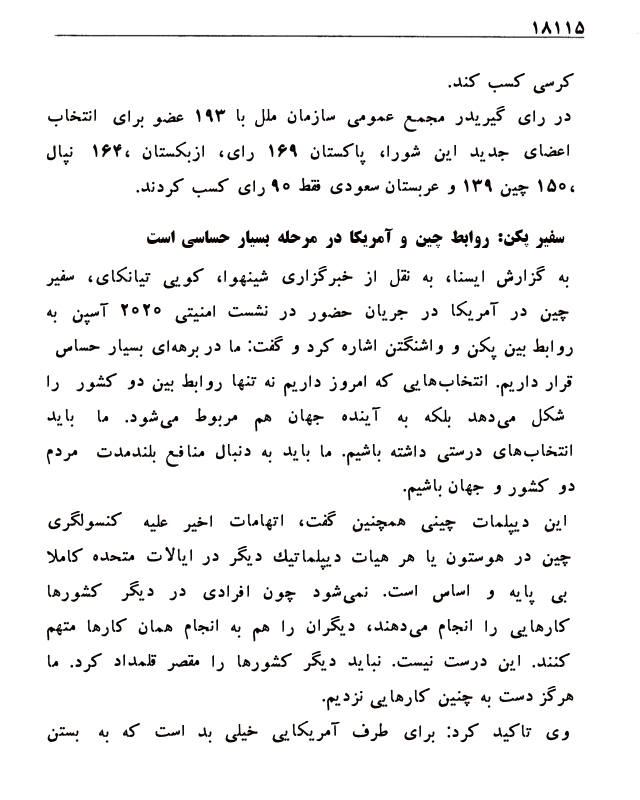 ۱۸۱۱۵
کرسی کسب کند.
در رای گیریدر مجمع عمومی سازمان ملل با ۱۹۳ عضو برای انتخاب
اعضای جدید این شورا، پاکستان ۱۶۹ رای، ازبکستان ،۱۶۴ نپال
،۱۵۰ چین ۱۳۹ و عربستان سعودی فقط ۹۰ رای کسب کردند.
سفیر پکن: روابط چین و آمریکا در مرحله بسیار حساسی است
به گزارش ایسنا، به نقل از خبرگزاری شینهوا، کویی تیانکای، سفیر
چین در آمریکا در جریان حضور در نشست امنیتی ۲۰۲۰ آسپن به
روابط بین پکن و واشنگتن اشاره کرد و گفت: ما در برهه‌ای بسیار حساس
قرار داریم. انتخاب‌هایی که امروز داریم نه تنها روابط بین دو کشور را
شکل می‌دهد بلکه به آینده جهان هم مربوط می‌شود. ما باید
انتخاب‌های درستی داشته باشیم. ما باید به دنبال منافع بلندمدت مردم
دو کشور و جهان باشیم.
این دیپلمات چینی همچنین گفت، اتهامات اخیر علیه کنسولگری
چین در هوستون یا هر هیات دیپلماتیك دیگر در ایالات متحده کاملا
بی پایه و اساس است. نمی‌شود چون افرادی در دیگر کشورها
کارهایی را انجام می‌دهند، دیگران را هم به انجام همان کارها متهم
کنند. این درست نیست. نباید دیگر کشورها را مقصر قلمداد کرد. ما
هرگز دست به چنین کارهایی نزدیم.
وی تاکید کرد: برای طرف آمریکایی خیلی بد است که به بستن